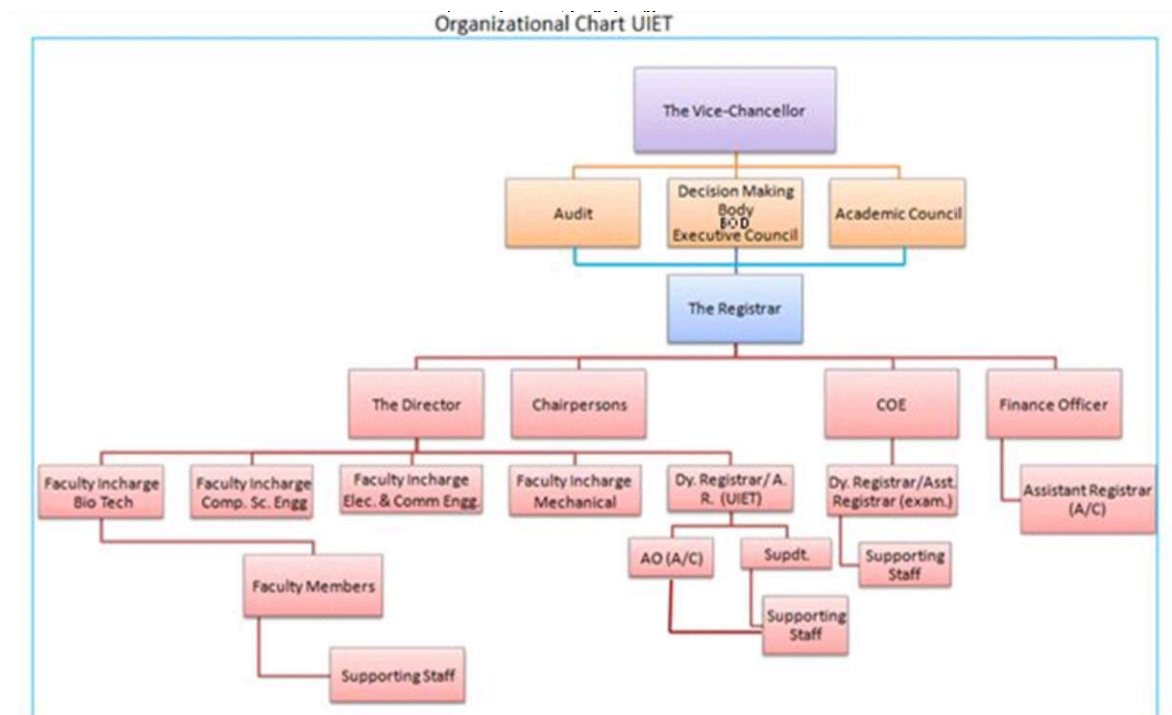 Organizational Chart UIET
The Vice-Chancellor
Audit
Decision Making
Body
BOD
Executive Council
Academic Council
The Registrar
The Director
Chairpersons
COE
Finance Officer
Faculty Incharge
Bio Tech
Faculty Incharge
Comp. Sc. Engg
Faculty Incharge
Elec. & Comm Engg.
Faculty Incharge
Mechanical
Dy. Registrar/ A.
R. (UIET)
Dy. Registrar/Asst.
Registrar (exam.)
Assistant Registrar
(A/C)
AO (A/C)
Supdt.
Supporting
Staff
Faculty Members
Supporting
Staff
Supporting Staff